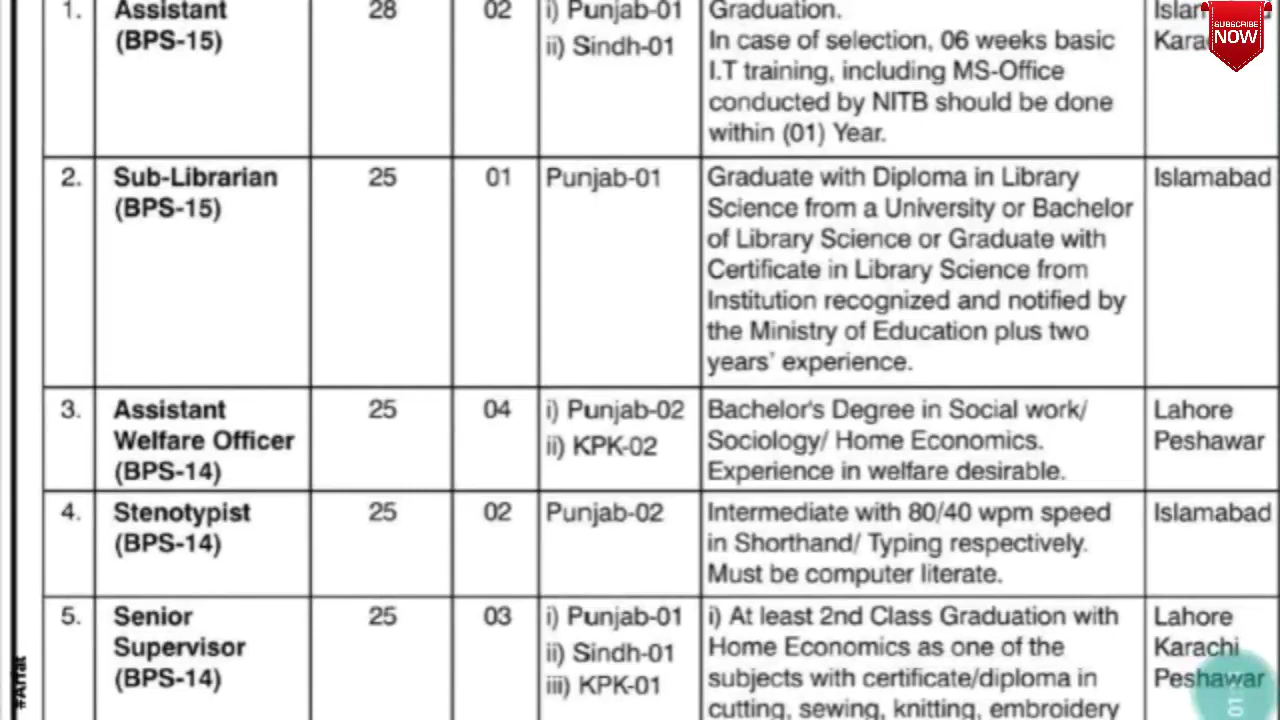 1. Assistant 28 02 i) Punjab-01 Graduation.
(BPS-15) ii) Sindh-01 In case of selection, 06 weeks basic
I.T training, including MS-Office
conducted by NITB should be done
within (01) Year.
SUBSCRIBE
NOW
2. Sub-Librarian 25 01 Punjab-01 Graduate with Diploma in Library Islamabad
(BPS-15) Science from a University or Bachelor
of Library Science or Graduate with
Certificate in Library Science from
Institution recognized and notified by
the Ministry of Education plus two
years' experience.
3. Assistant 25 04 i) Punjab-02 Bachelor's Degree in Social work/ Lahore
Welfare Officer ii) KPK-02 Sociology/ Home Economics. Peshawar
(BPS-14) Experience in welfare desirable.
4. Stenotypist 25 02 Punjab-02 Intermediate with 80/40 wpm speed Islamabad
(BPS-14) in Shorthand/ Typing respectively.
Must be computer literate.
5. Senior 25 03 i) Punjab-01 i) At least 2nd Class Graduation with Lahore
Supervisor ii) Sindh-01 Home Economics as one of the Karachi
(BPS-14) iii) KPK-01 subjects with certificate/diploma in Peshawar
cutting, sewing, knitting, embroidery